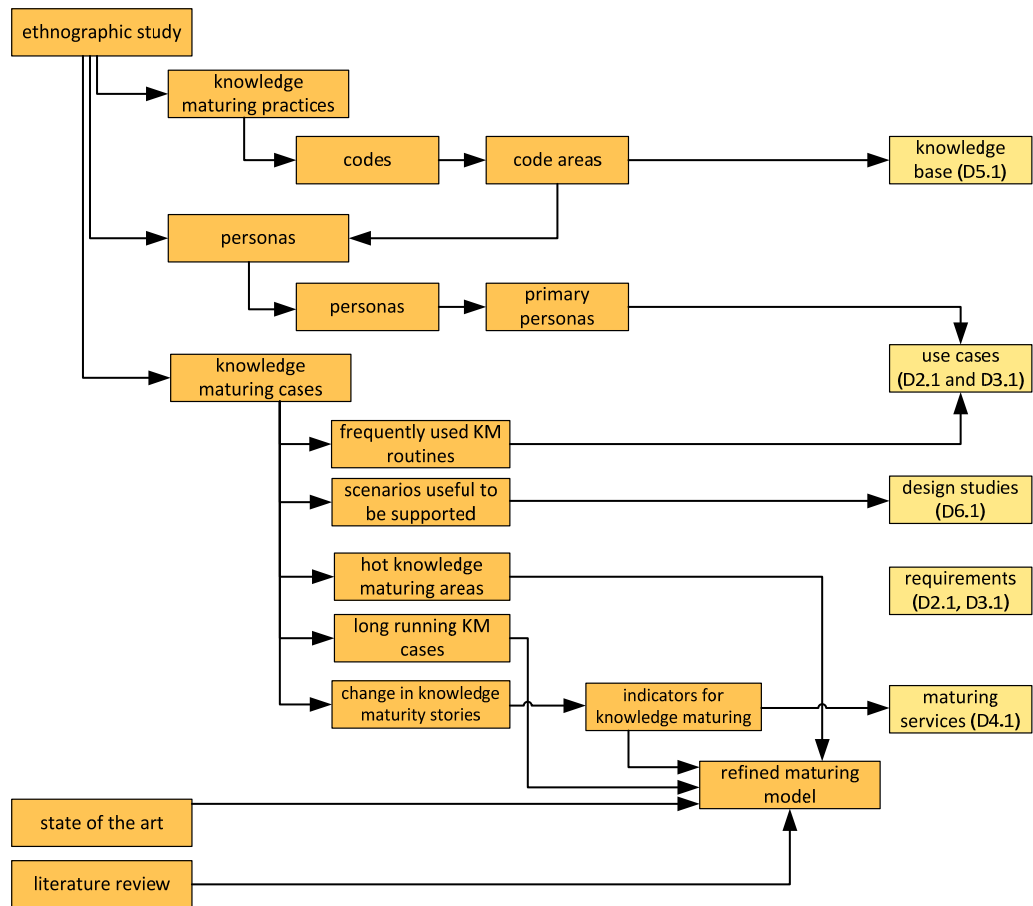 ethnographic study
knowledge
maturing practices
codes
code areas
knowledge
base (D5.1)
personas
personas
primary
personas
use cases
(D2.1 and D3.1)
knowledge
maturing cases
frequently used KM
routines
scenarios useful to
be supported
design studies
(D6.1)
hot knowledge
maturing areas
requirements
(D2.1, D3.1)
long running KM
cases
change in knowledge
maturity stories
indicators for
knowledge maturing
maturing
services (D4.1)
refined maturing
model
state of the art
literature review